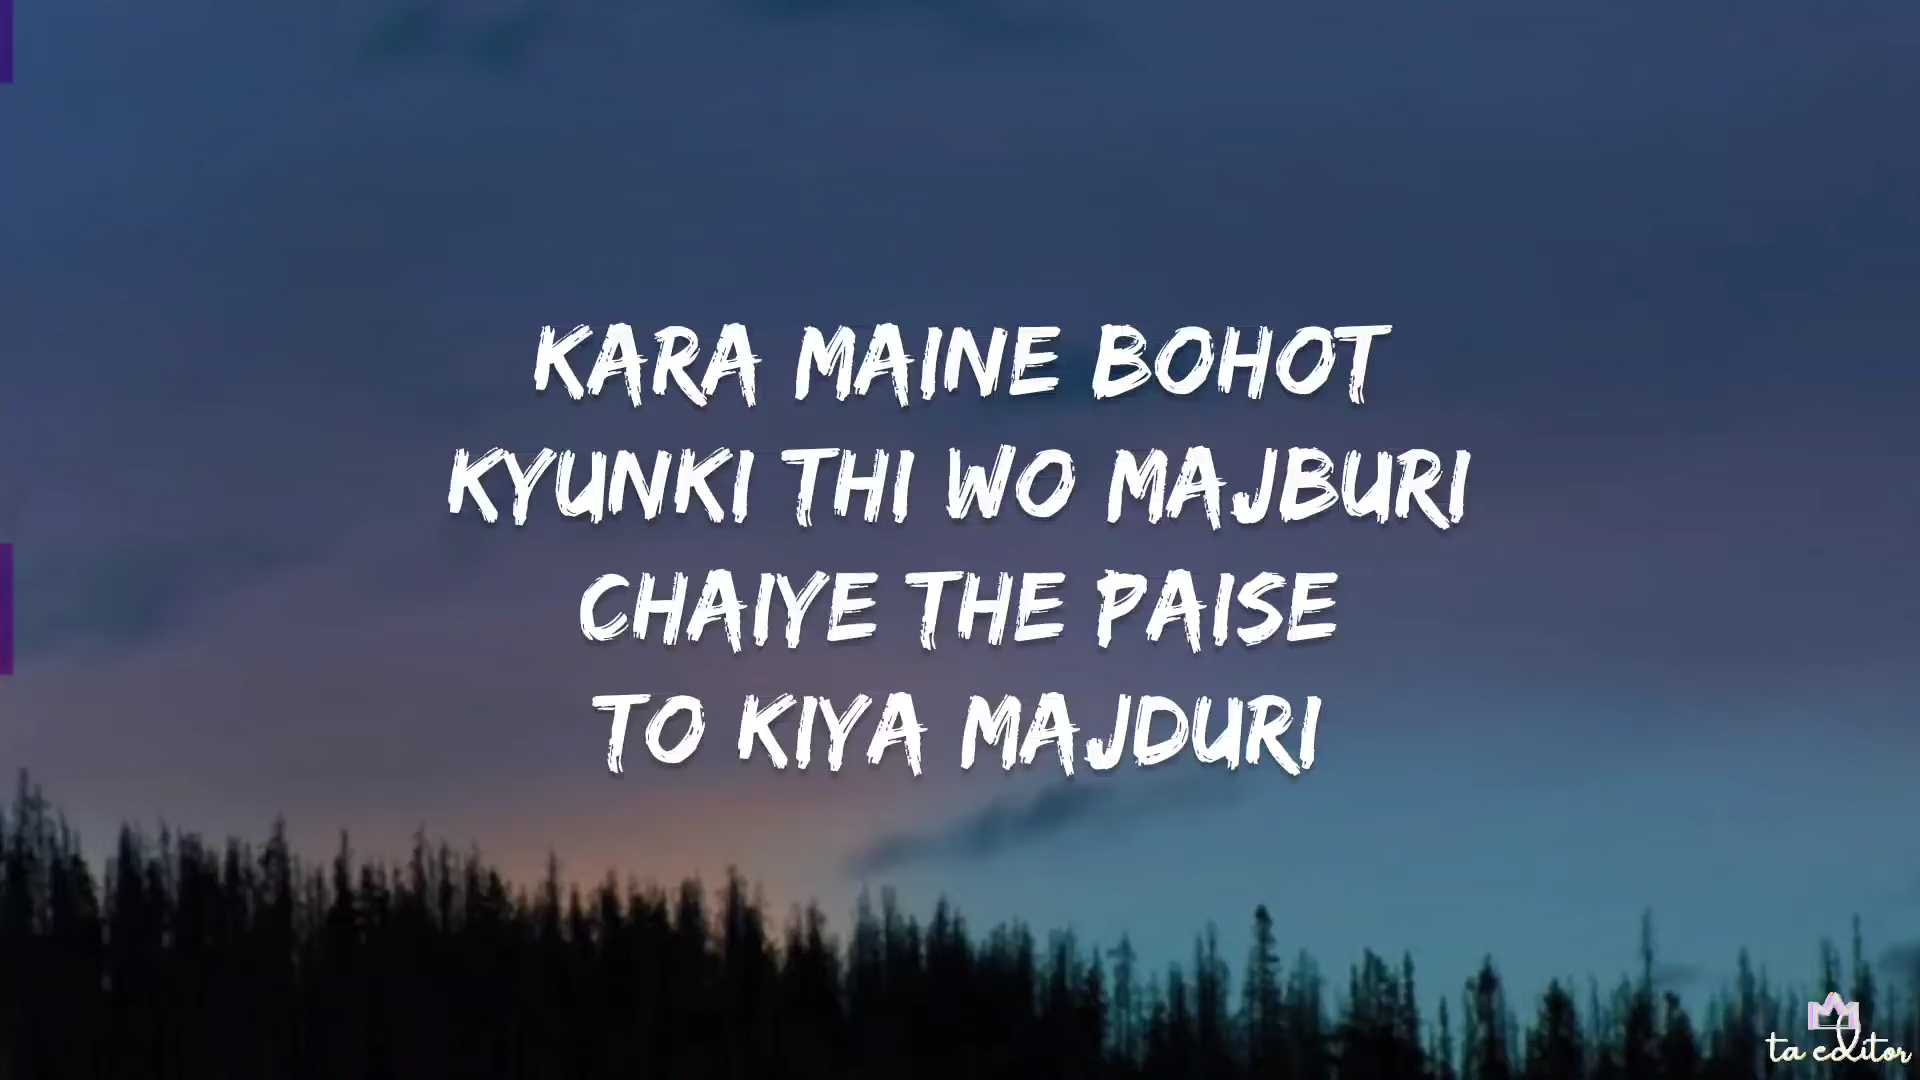 KARA MAINE BOHOT
KYUNKI THI WO MAJBURI
CHAIYE THE PAISE
TO KIYA MAJDURI
ta editor